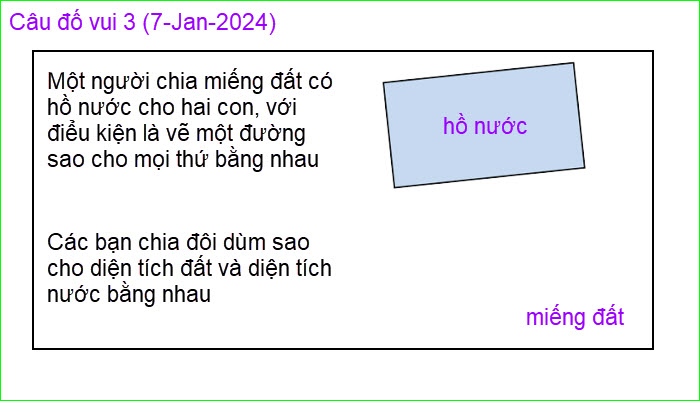 Câu đố vui 3 (7-Jan-2024)
Một người chia miếng đất có
hồ nước cho hai con, với
điều kiện là vẽ một đường
sao cho mọi thứ bằng nhau
hồ nước
Các bạn chia đôi dùm sao
cho diện tích đất và diện tích
nước bằng nhau
miếng đất